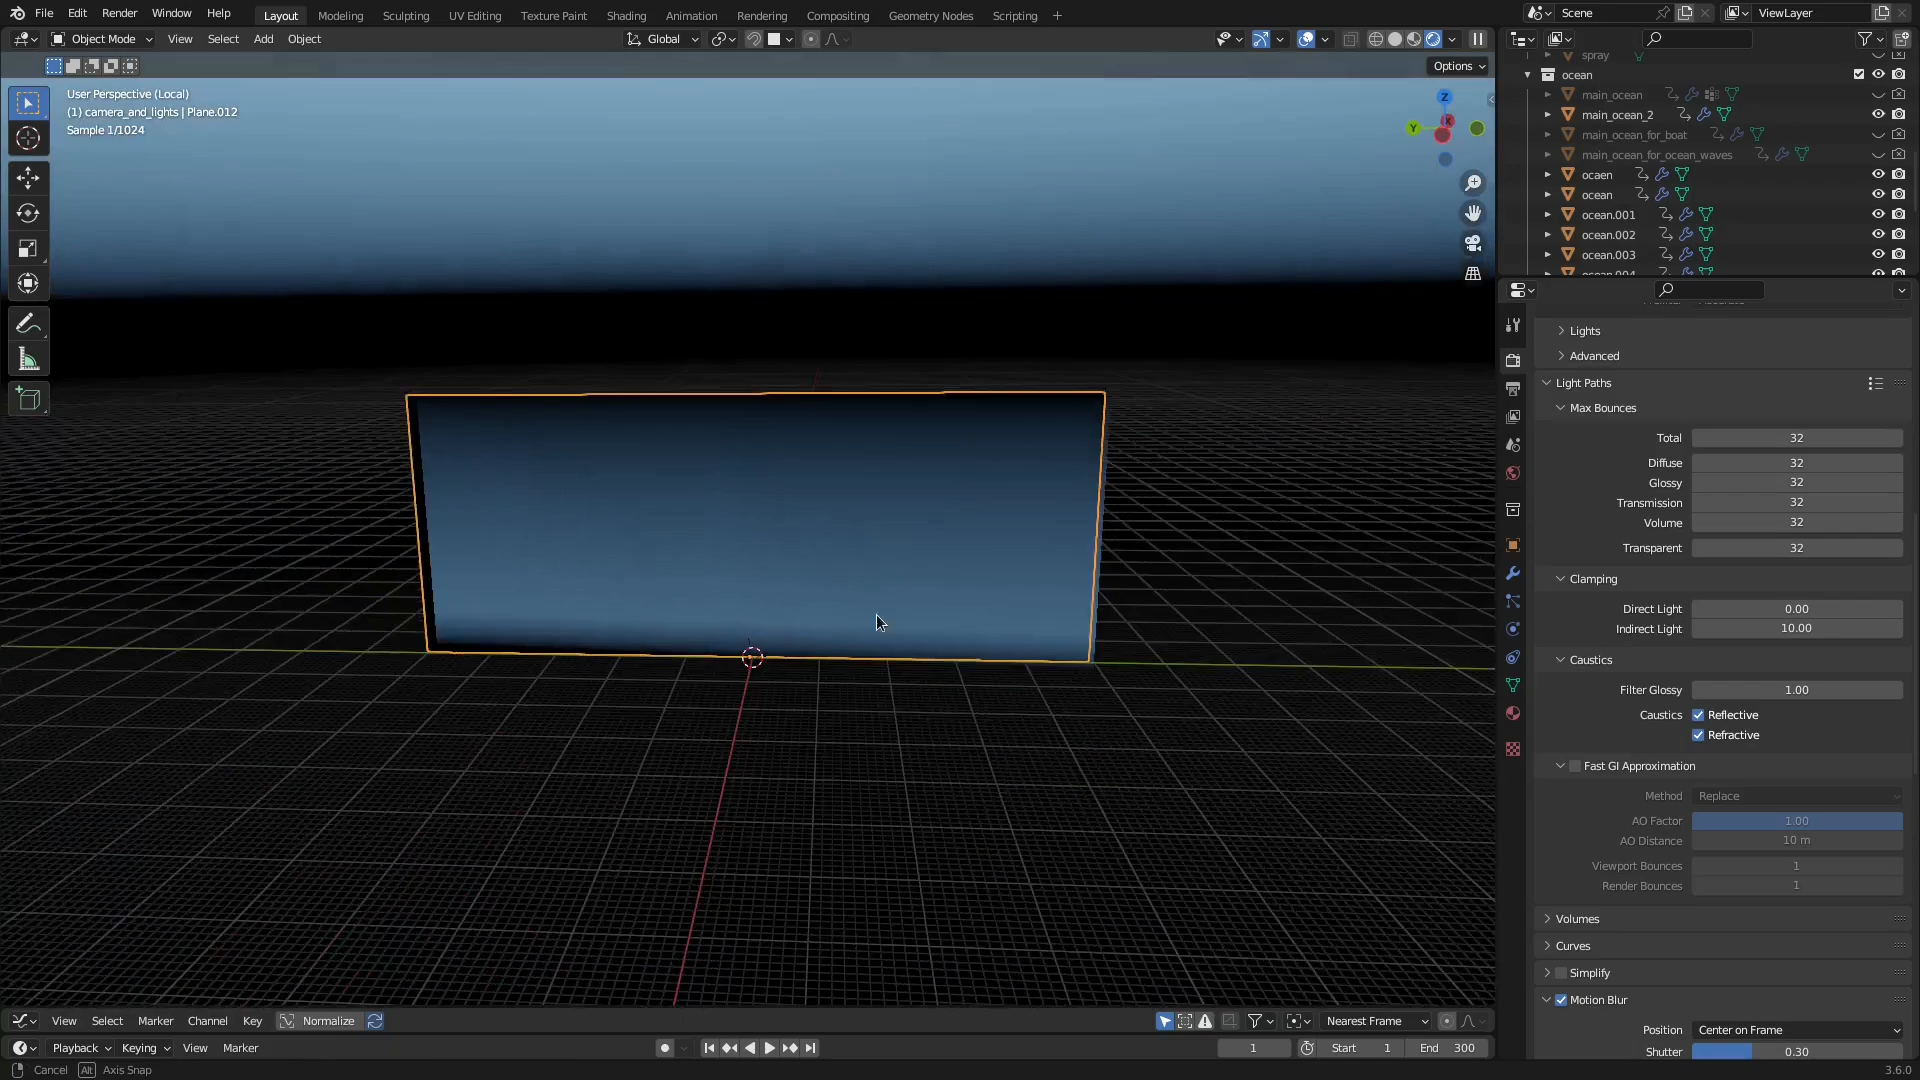 File Edit Render Window Help Layout Modeling Sculpting UV Editing Texture Paint Shading Animation Rendering Compositing Geometry Nodes Scripting + Scene ViewLayer
Object Mode View Select Add Object Global
Options
User Perspective (Local)
(1) camera_and_lights | Plane.012
Sample 1/1024
Z
Y
X
spray
ocean
main_ocean
main_ocean_2
main_ocean_for_boat
main_ocean_for_ocean_waves
ocaen
ocean
ocean.001
ocean.002
ocean.003
ocean.004
Lights
Advanced
Light Paths
Max Bounces
Total 32
Diffuse 32
Glossy 32
Transmission 32
Volume 32
Transparent 32
Clamping
Direct Light 0.00
Indirect Light 10.00
Caustics
Filter Glossy 1.00
Caustics Reflective
Refractive
Fast GI Approximation
Method Replace
AO Factor 1.00
AO Distance 10 m
Viewport Bounces 1
Render Bounces 1
Volumes
Curves
Simplify
Motion Blur
Position Center on Frame
Shutter 0.30
View Select Marker Channel Key Normalize Nearest Frame
Playback Keying View Marker 1 Start 1 End 300
Cancel Alt Axis Snap 3.6.0